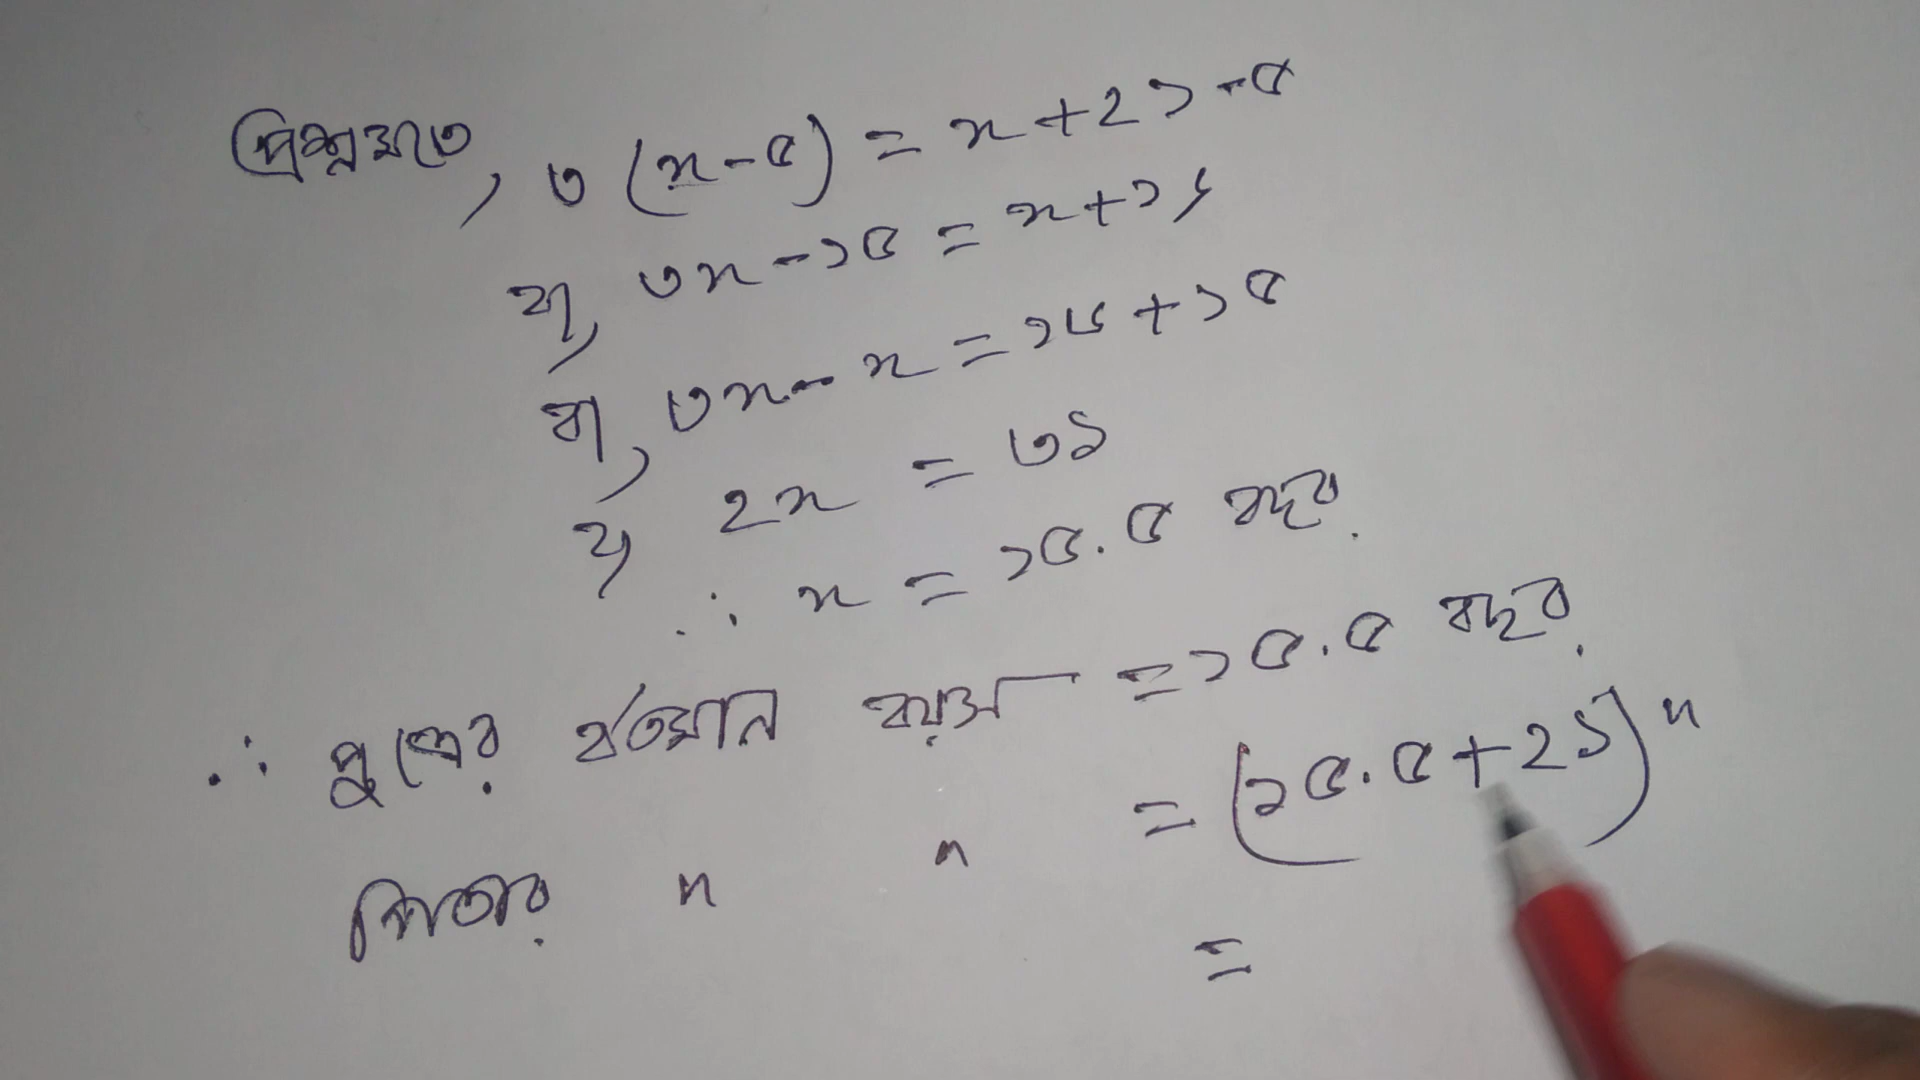 প্রশ্নমতে, ৩ (x-৫) = x+২১-৫
বা, ৩x-১৫ = x+১৬
বা, ৩x-x = ১৬+১৫
বা, ২x = ৩১
∴ x = ১৫.৫ বছর.
∴ পুত্রের বর্তমান বয়স = ১৫.৫ বছর.
পিতার " " = (১৫.৫+২১) "
=